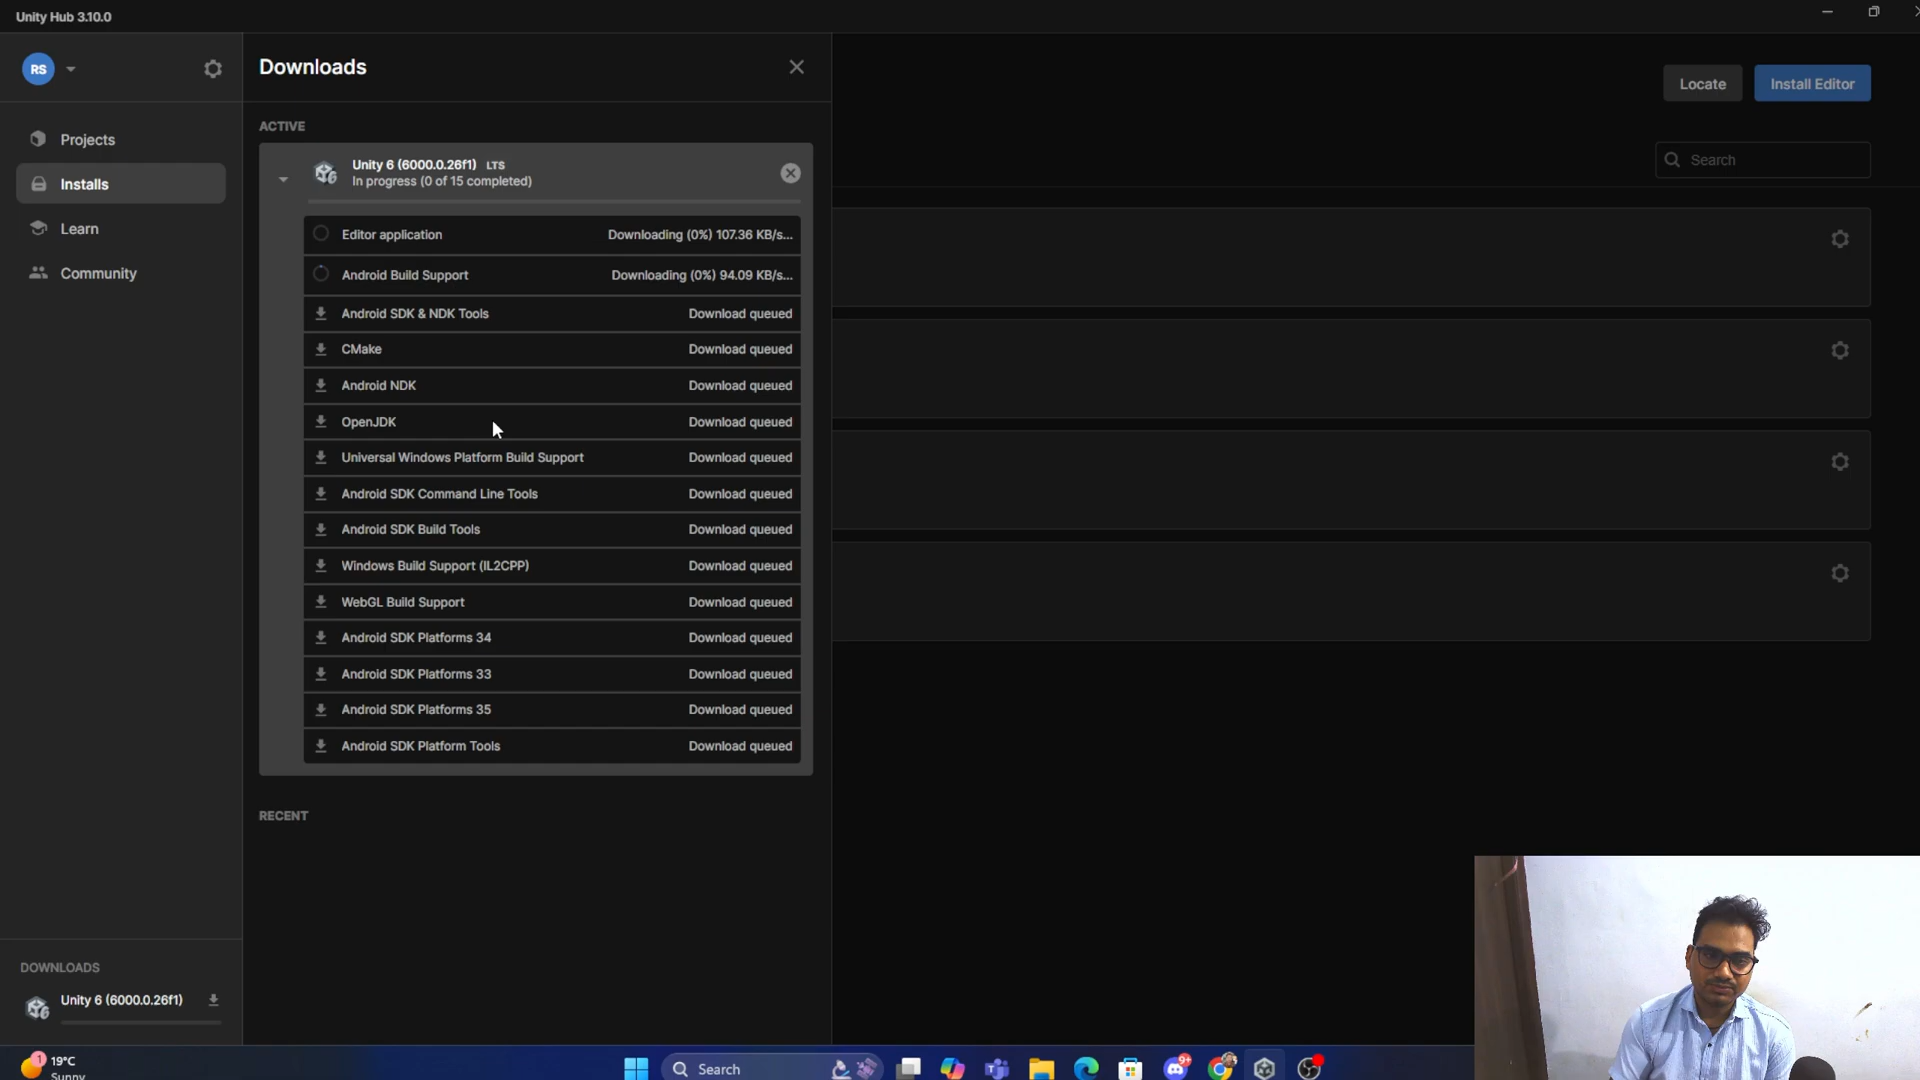 Unity Hub 3.10.0
RS
Downloads
Locate
Install Editor
ACTIVE
Projects
Search
Unity 6 (6000.0.26f1) LTS
In progress (0 of 15 completed)
Installs
Learn
Editor application Downloading (0%) 107.36 KB/s...
Community
Android Build Support Downloading (0%) 94.09 KB/s...
Android SDK & NDK Tools Download queued
CMake Download queued
Android NDK Download queued
OpenJDK Download queued
Universal Windows Platform Build Support Download queued
Android SDK Command Line Tools Download queued
Android SDK Build Tools Download queued
Windows Build Support (IL2CPP) Download queued
WebGL Build Support Download queued
Android SDK Platforms 34 Download queued
Android SDK Platforms 33 Download queued
Android SDK Platforms 35 Download queued
Android SDK Platform Tools Download queued
RECENT
DOWNLOADS
Unity 6 (6000.0.26f1)
1
19°C
Sunny
Search
9+